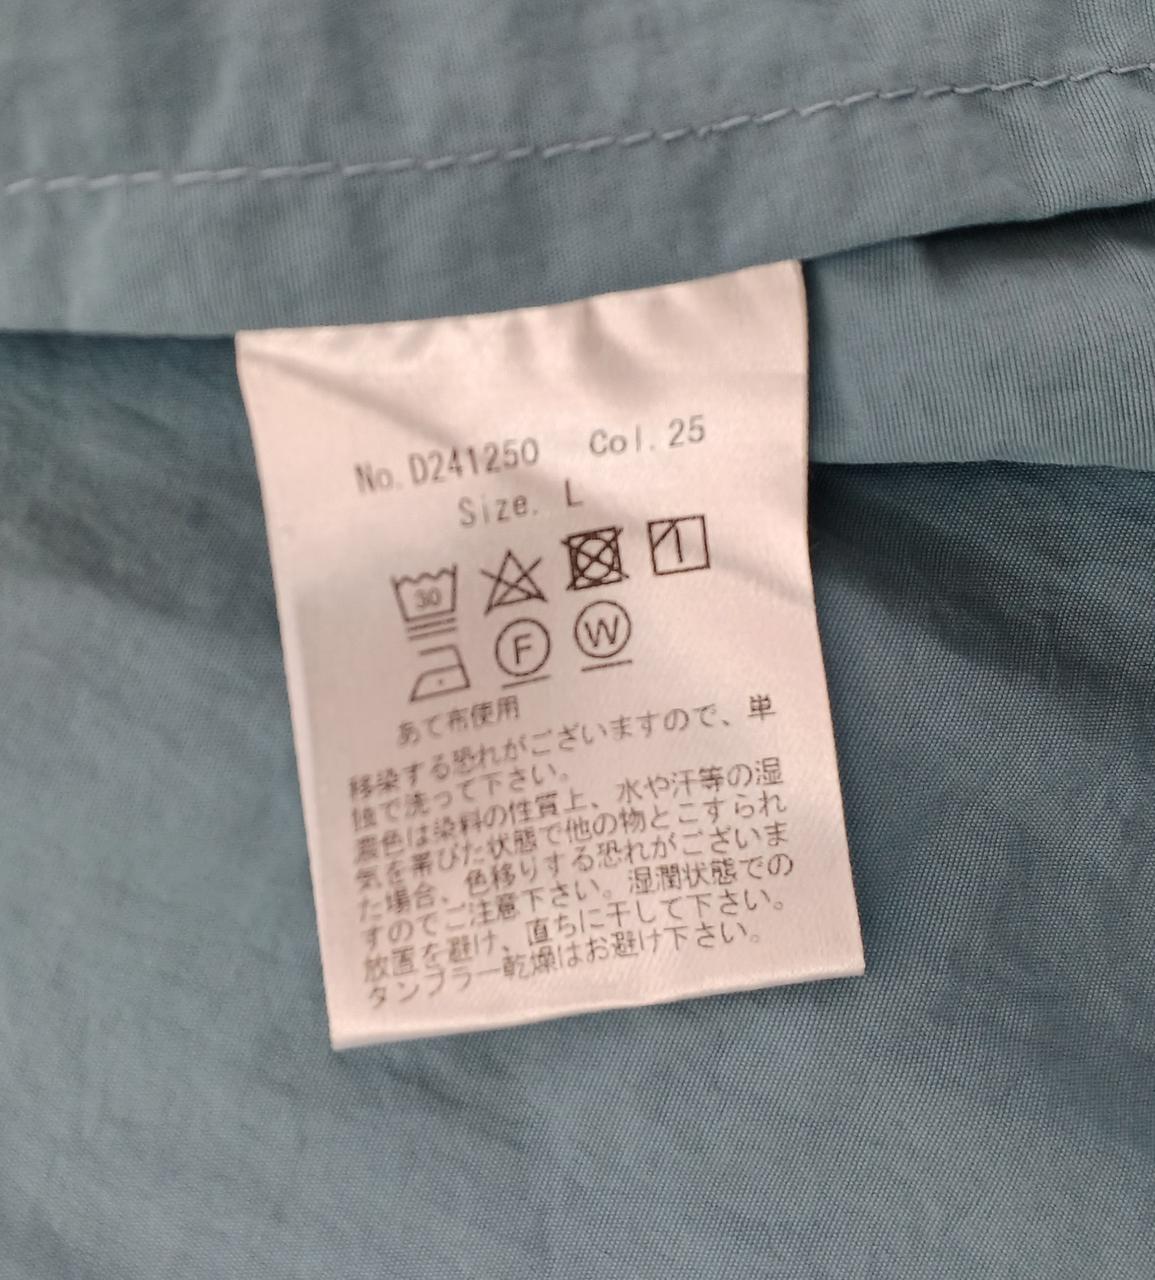 No.D241250 Col.25
Size. L
30
F W
あて布使用
移染する恐れがございますので、単
独で洗って下さい。
濃色は染料の性質上、水や汗等の湿
気を帯びた状態で他の物とこすられ
た場合、色移りする恐れがございま
すのでご注意下さい。湿潤状態での
放置を避け、直ちに干して下さい。
タンブラー乾燥はお避け下さい。